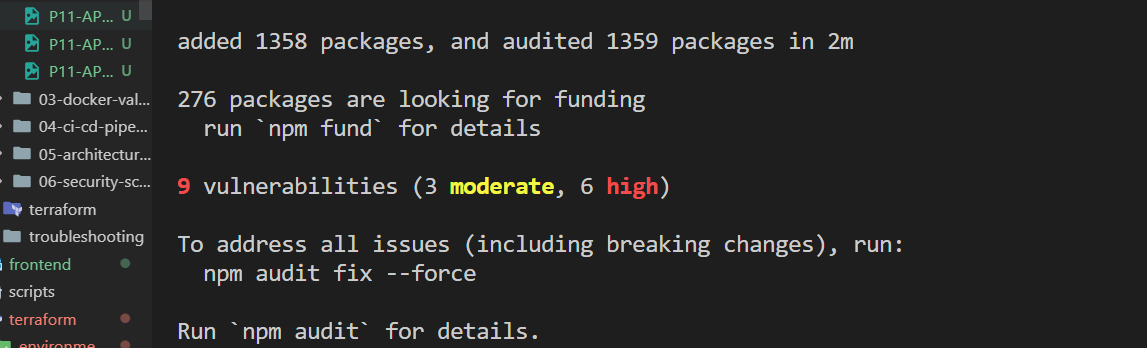 P11-AP... U
P11-AP... U
P11-AP... U
03-docker-val...
04-ci-cd-pipe...
05-architectur...
06-security-sc...
terraform
troubleshooting
frontend
scripts
terraform
environme
added 1358 packages, and audited 1359 packages in 2m
276 packages are looking for funding
run `npm fund` for details
9 vulnerabilities (3 moderate, 6 high)
To address all issues (including breaking changes), run:
npm audit fix --force
Run `npm audit` for details.